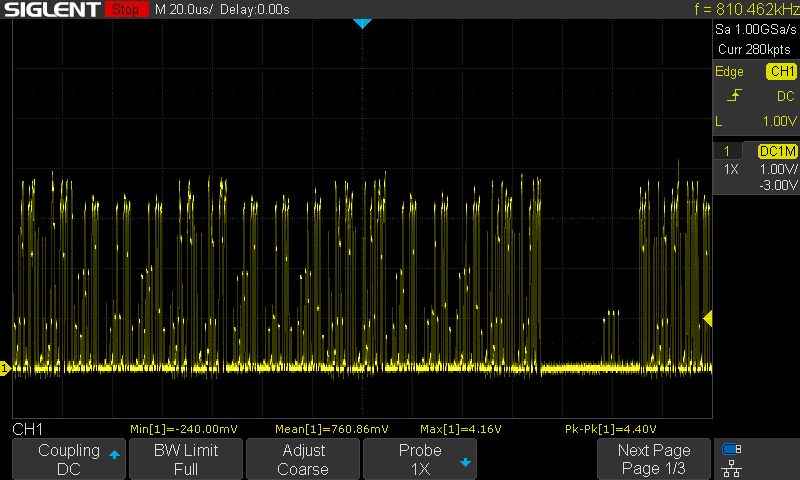 SIGLENT Stop M 20.0us/ Delay:0.00s f = 810.462kHz
Sa 1.00GSa/s
Curr 280kpts
Edge CH1
DC
L 1.00V
1 DC1M
1X 1.00V/
-3.00V
1
CH1 Min[1]=-240.00mV Mean[1]=760.86mV Max[1]=4.16V Pk-Pk[1]=4.40V
Coupling BW Limit Adjust Probe Next Page
DC Full Coarse 1X Page 1/3